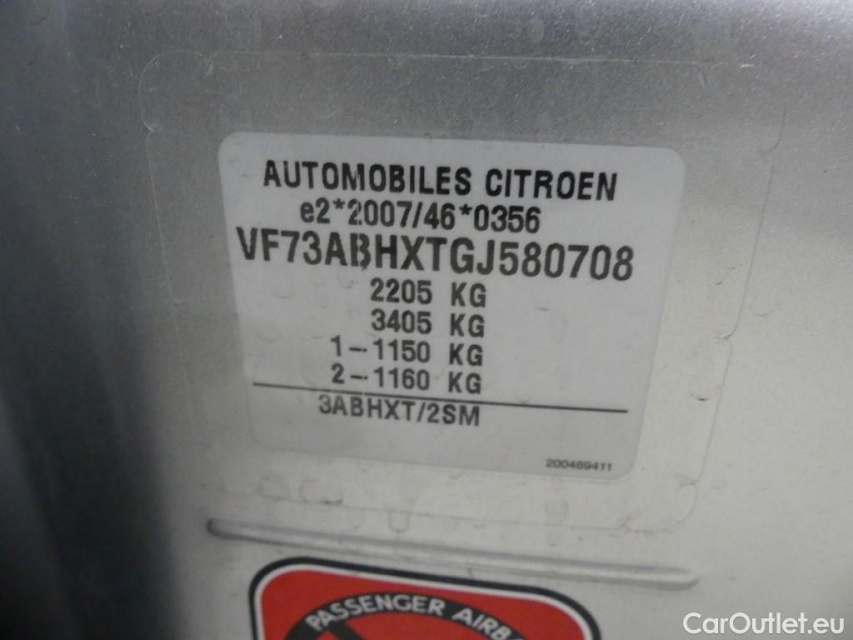 AUTOMOBILES CITROEN
e2*2007/46*0356
VF73ABHXTGJ580708
2205 KG
3405 KG
1-1150 KG
2-1160 KG
3ABHXT/2SM
200489411
PASSENGER AIRB
CarOutlet.eu